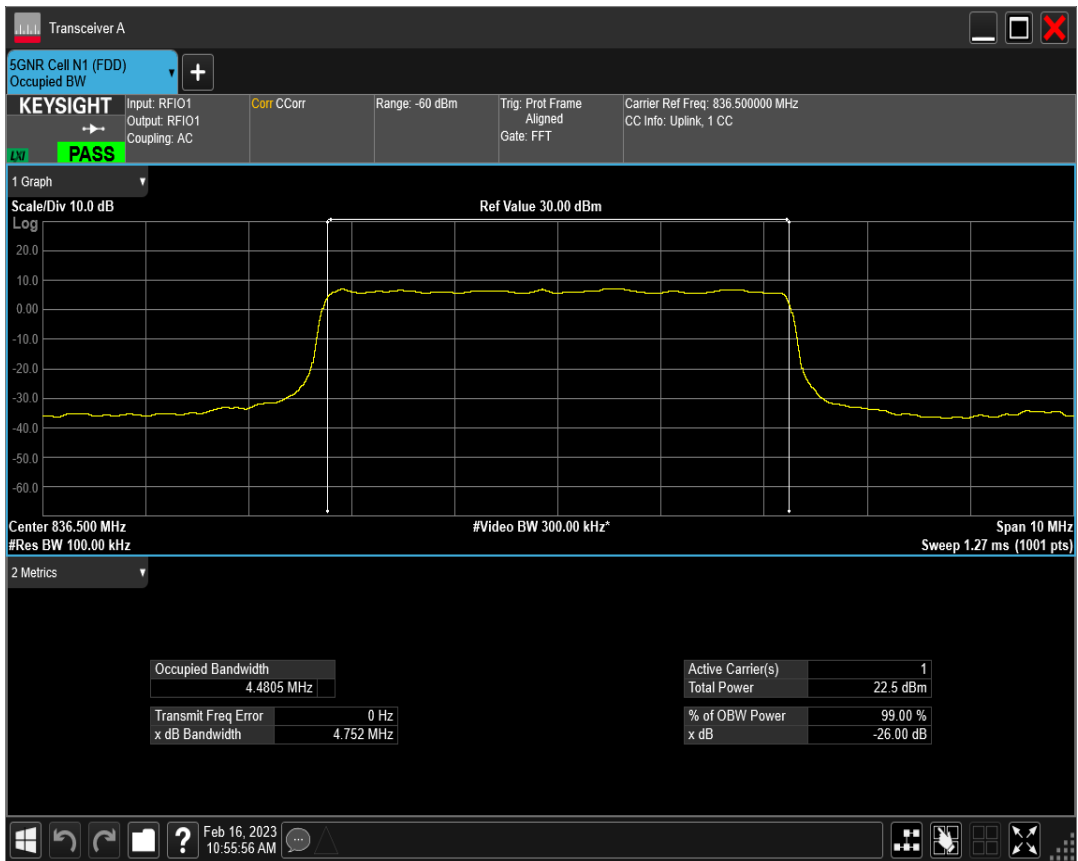 Transceiver A
5GNR Cell N1 (FDD)
Occupied BW
+
KEYSIGHT
LXI
PASS
Input: RFIO1
Output: RFIO1
Coupling: AC
Corr CCorr
Range: -60 dBm
Trig: Prot Frame
Aligned
Gate: FFT
Carrier Ref Freq: 836.500000 MHz
CC Info: Uplink, 1 CC
1 Graph
Scale/Div 10.0 dB
Ref Value 30.00 dBm
Log
20.0
10.0
0.00
-10.0
-20.0
-30.0
-40.0
-50.0
-60.0
Center 836.500 MHz
#Video BW 300.00 kHz*
Span 10 MHz
#Res BW 100.00 kHz
Sweep 1.27 ms (1001 pts)
2 Metrics
Occupied Bandwidth
4.4805 MHz
Transmit Freq Error 0 Hz
x dB Bandwidth 4.752 MHz
Active Carrier(s) 1
Total Power 22.5 dBm
% of OBW Power 99.00 %
x dB -26.00 dB
?
Feb 16, 2023
10:55:56 AM